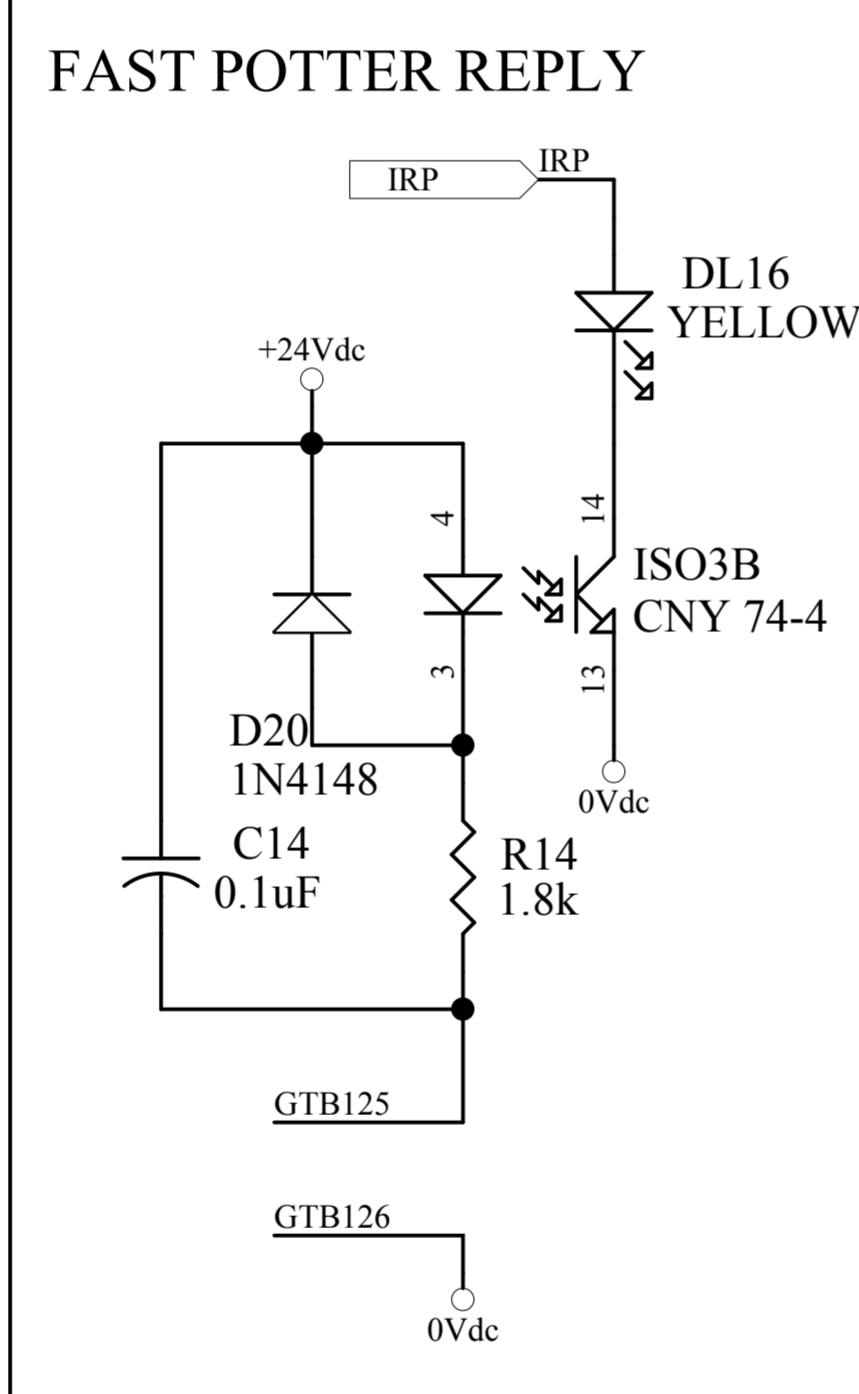 FAST POTTER REPLY
IRP
IRP
DL16
YELLOW
+24Vdc
4
14
ISO3B
CNY 74-4
3
13
D20
1N4148
0Vdc
C14
0.1uF
R14
1.8k
GTB125
GTB126
0Vdc